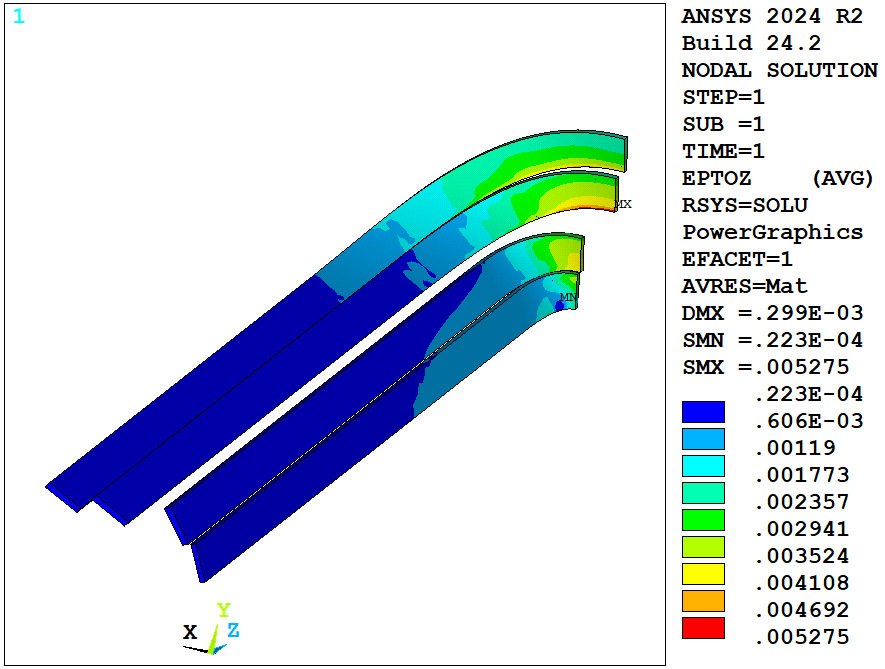 1
ANSYS 2024 R2
Build 24.2
NODAL SOLUTION
STEP=1
SUB =1
TIME=1
EPTOZ    (AVG)
RSYS=SOLU
PowerGraphics
EFACET=1
AVRES=Mat
DMX =.299E-03
SMN =.223E-04
SMX =.005275
.223E-04
.606E-03
.00119
.001773
.002357
.002941
.003524
.004108
.004692
.005275
MX
MN
Y
X
Z